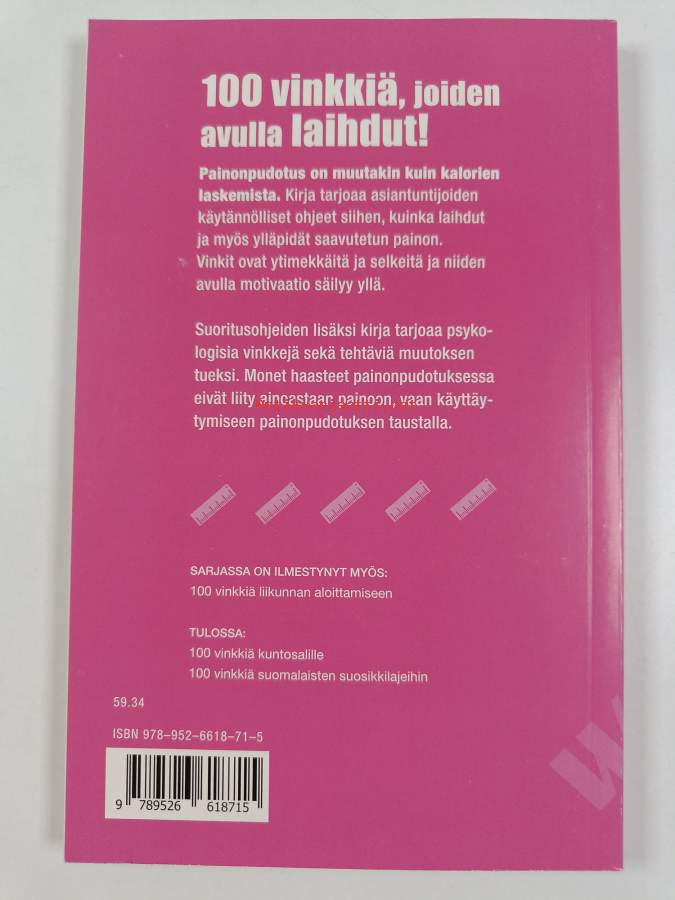 100 vinkkiä, joiden
avulla laihdut!
Painonpudotus on muutakin kuin kalorien
laskemista. Kirja tarjoaa asiantuntijoiden
käytännölliset ohjeet siihen, kuinka laihdut
ja myös ylläpidät saavutetun painon.
Vinkit ovat ytimekkäitä ja selkeitä ja niiden
avulla motivaatio säilyy yllä.
Suoritusohjeiden lisäksi kirja tarjoaa psyko-
logisia vinkkejä sekä tehtäviä muutoksen
tueksi. Monet haasteet painonpudotuksessa
eivät liity ainoastaan painoon, vaan käyttäy-
tymiseen painonpudotuksen taustalla.
SARJASSA ON ILMESTYNYT MYÖS:
100 vinkkiä liikunnan aloittamiseen
TULOSSA:
100 vinkkiä kuntosalille
100 vinkkiä suomalaisten suosikkilajeihin
59.34
ISBN 978–952–6618–71–5
9 789526 618715